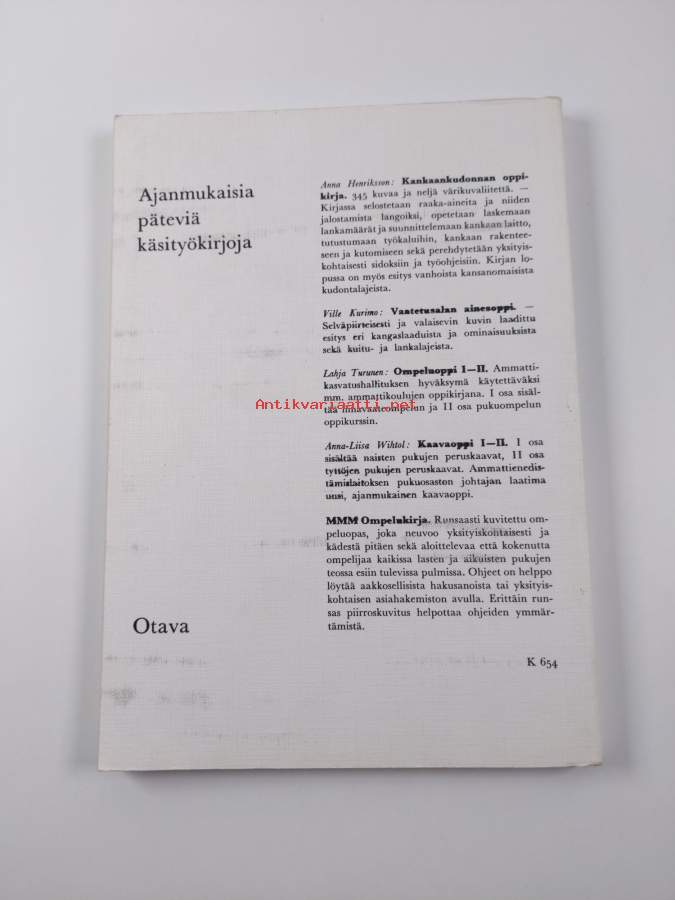 Ajanmukaisia
päteviä
käsityökirjoja
Otava
Anna Henriksson: Kankaankudonnan oppi-
kirja. 345 kuvaa ja neljä värikuvaliitettä. —
Kirjassa selostetaan raaka-aineita ja niiden
jalostamista langoiksi, opetetaan laskemaan
lankamäärät ja suunnittelemaan kankaan laitto,
tutustumaan työkaluihin, kankaan rakentee-
seen ja kutomiseen sekä perehdytetään yksityis-
kohtaisesti sidoksiin ja työohjeisiin. Kirjan lo-
pussa on myös esitys vanhoista kansanomaisista
kudontalajeista.
Ville Kurimo: Vaatetusalan ainesoppi. —
Selväpiirteisesti ja valaisevin kuvin laadittu
esitys eri kangaslaaduista ja ominaisuuksista
sekä kuitu- ja lankalajeista.
Lahja Turunen: Ompeluoppi I—II. Ammatti-
kasvatushallituksen hyväksymä käytettäväksi
mm. ammattikoulujen oppikirjana. I osa sisäl-
tää liinavaateompelun ja II osa pukuompelun
oppikurssin.
Antikvariaatti.net
Anna-Liisa Wihtol: Kaavaoppi I—II. I osa
sisältää naisten pukujen peruskaavat, II osa
tyttöjen pukujen peruskaavat. Ammattienedis-
tämislaitoksen pukuosaston johtajan laatima
uusi, ajanmukainen kaavaoppi.
MMM Ompelukirja. Runsaasti kuvitettu om-
peluopas, joka neuvoo yksityiskohtaisesti ja
kädestä pitäen sekä aloittelevaa että kokenutta
ompelijaa kaikissa lasten ja aikuisten pukujen
teossa esiin tulevissa pulmissa. Ohjeet on helppo
löytää aakkosellisista hakusanoista tai yksityis-
kohtaisen asiahakemiston avulla. Erittäin run-
sas piirroskuvitus helpottaa ohjeiden ymmär-
tämistä.
K 654